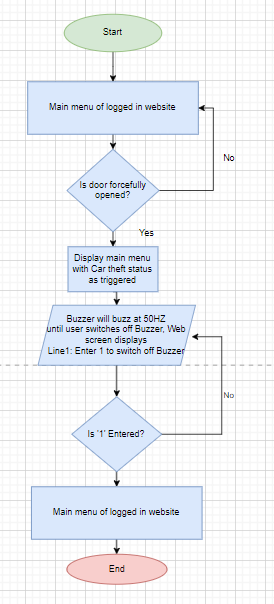 Start
Main menu of logged in website
Is door forcefully
opened?
No
Yes
Display main menu
with Car theft status
as triggered
Buzzer will buzz at 50HZ
until user switches off Buzzer, Web
screen displays
Line1: Enter 1 to switch off Buzzer
No
Is '1' Entered?
Main menu of logged in website
End